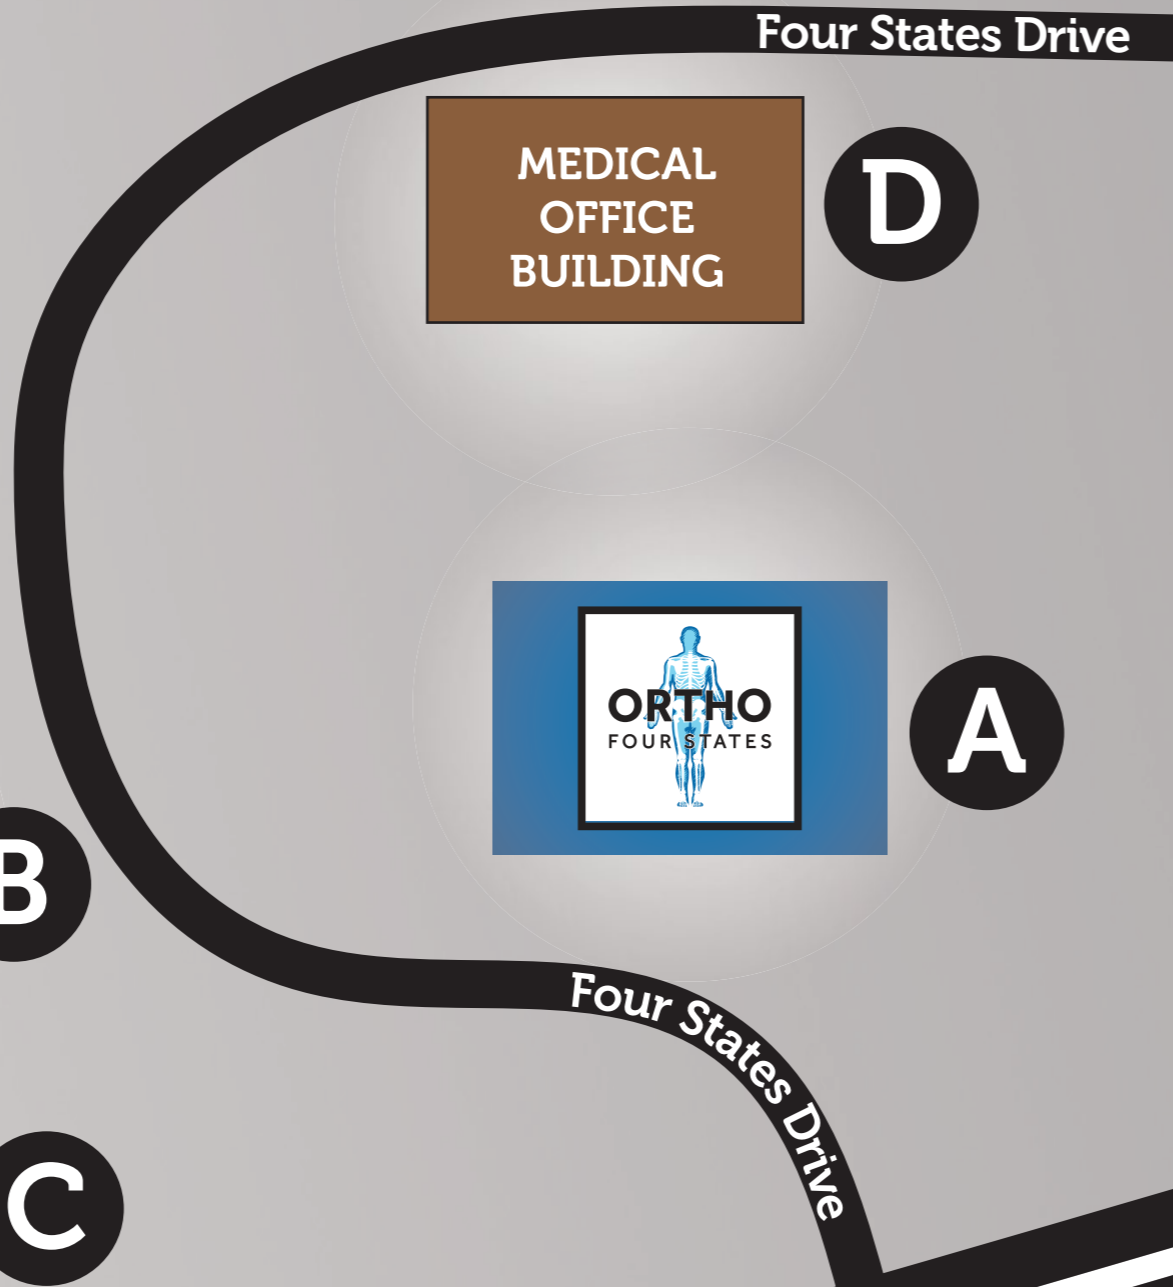 Four States Drive
MEDICAL
OFFICE
BUILDING
D
ORTHO
FOUR STATES
A
B
Four States Drive
C